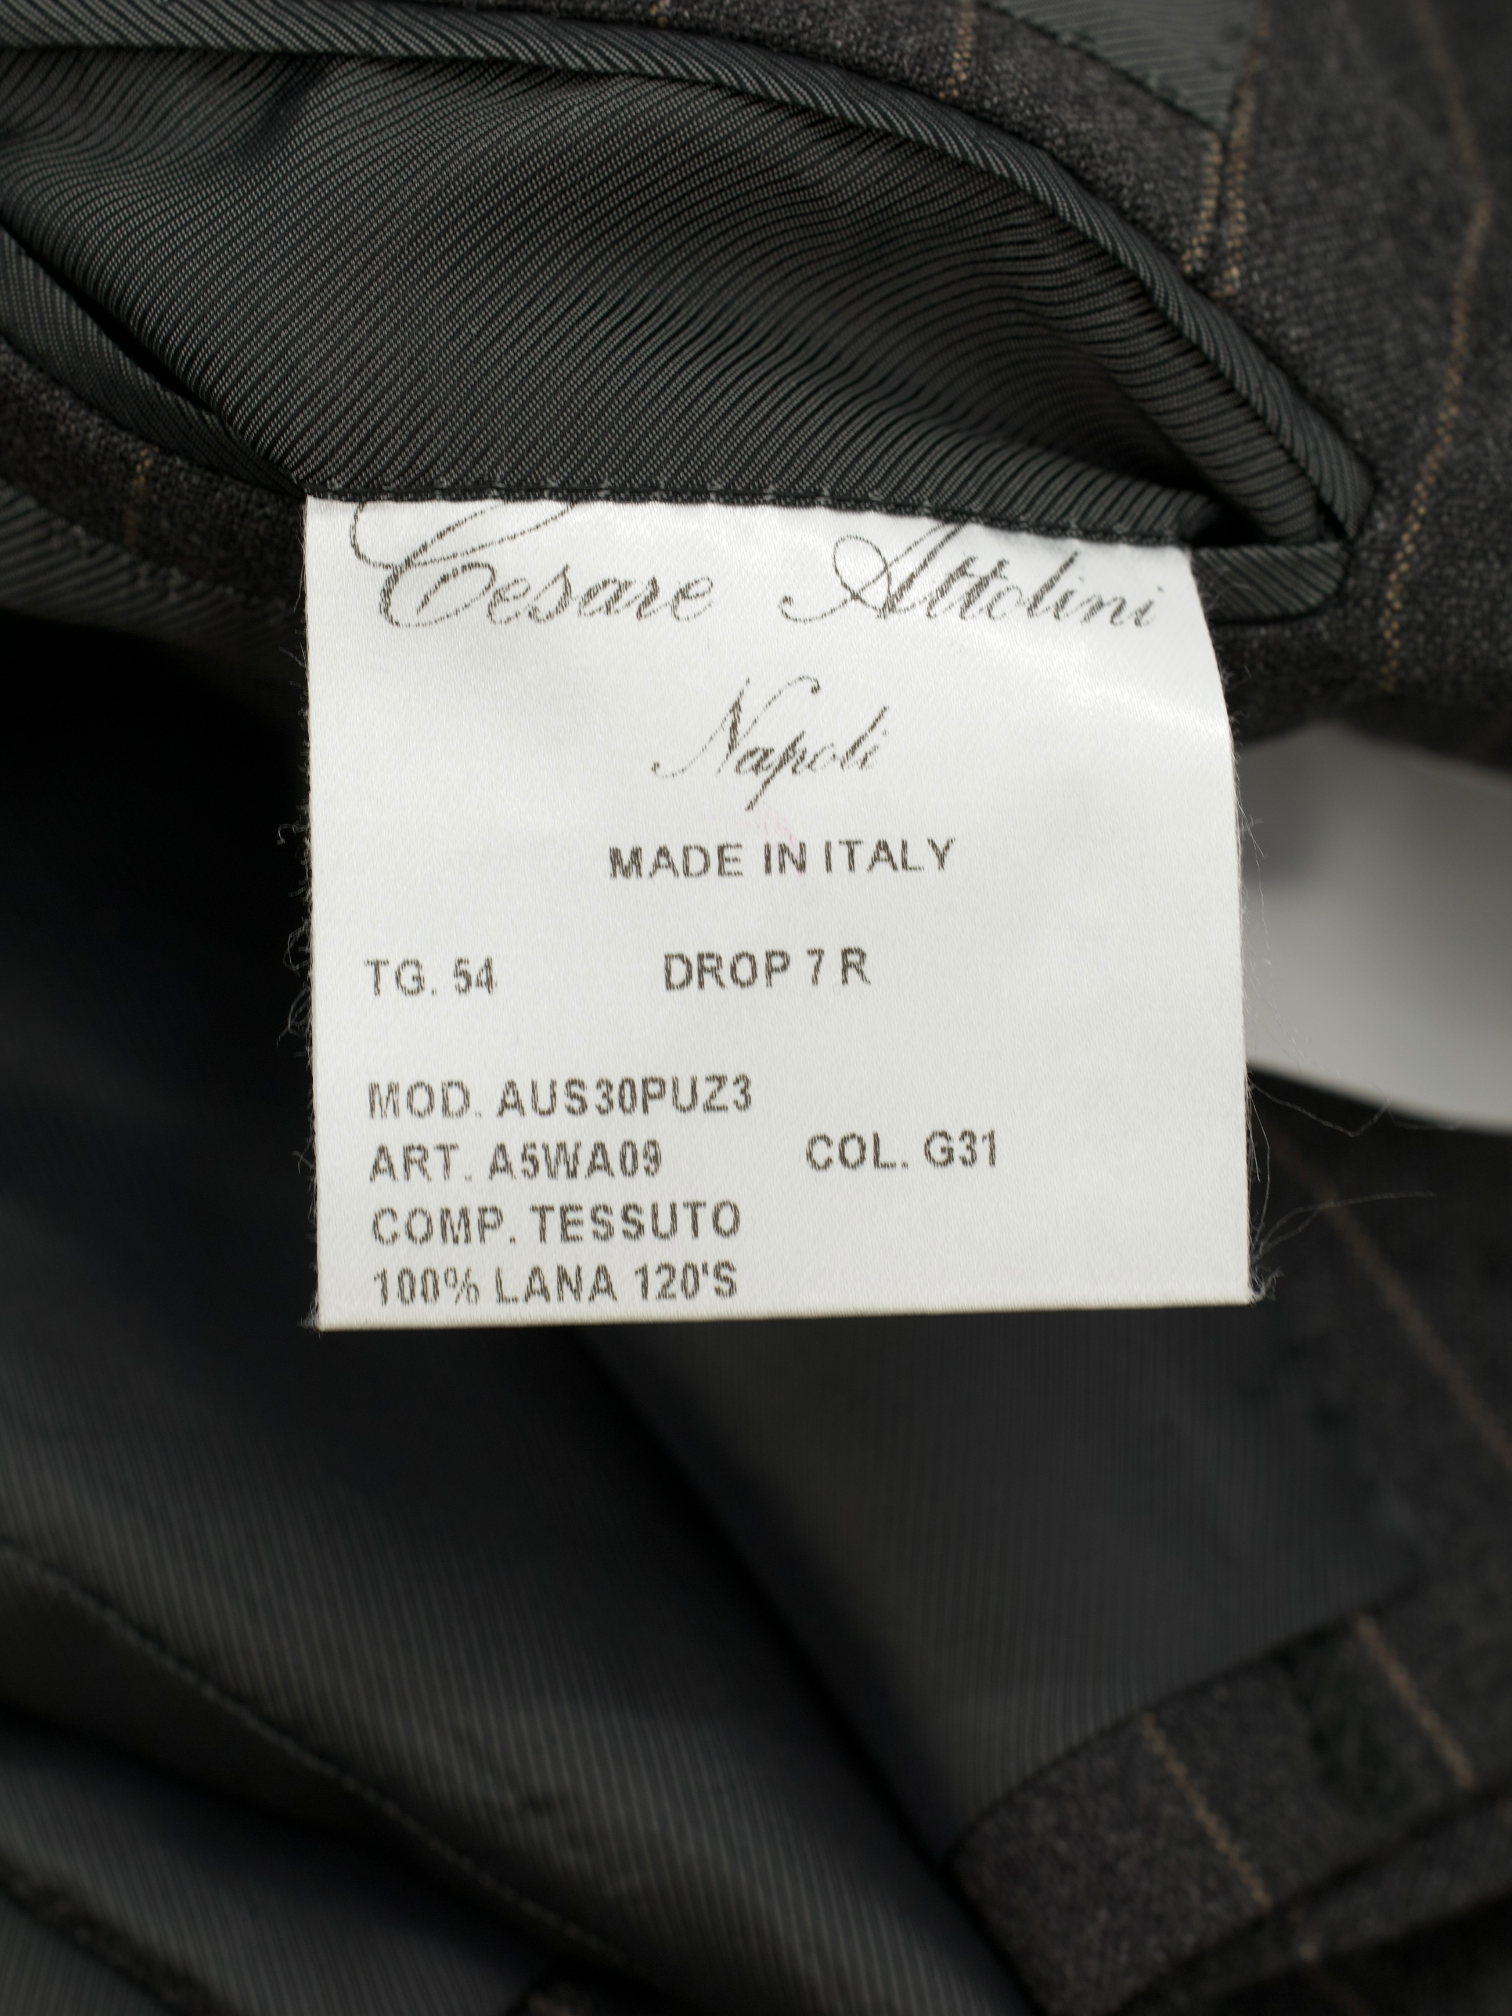 Cesare Attolini
Napoli
MADE IN ITALY
TG. 54 DROP 7 R
MOD. AUS30PUZ3
ART. A5WA09 COL. G31
COMP. TESSUTO
100% LANA 120'S